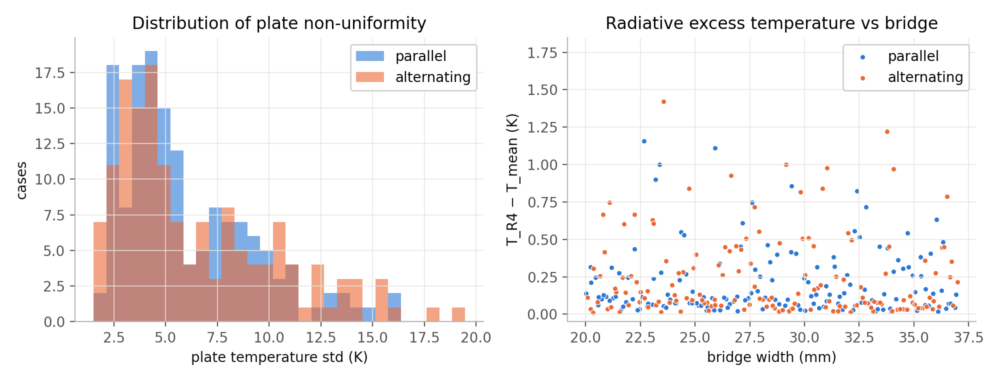 Distribution of plate non-uniformity
parallel
alternating
cases
17.5
15.0
12.5
10.0
7.5
5.0
2.5
0.0
2.5 5.0 7.5 10.0 12.5 15.0 17.5 20.0
plate temperature std (K)
Radiative excess temperature vs bridge
parallel
alternating
T_R4 − T_mean (K)
1.75
1.50
1.25
1.00
0.75
0.50
0.25
0.00
20.0 22.5 25.0 27.5 30.0 32.5 35.0 37.5
bridge width (mm)